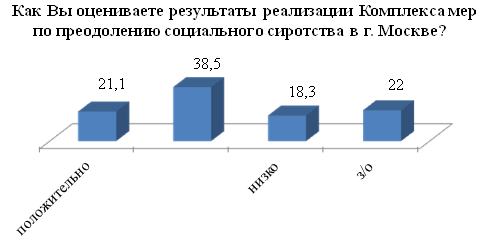 Как Вы оцениваете результаты реализации Комплекса мер
по преодолению социального сиротства в г. Москве?
21,1
38,5
18,3
22
положительно
низко
з/о